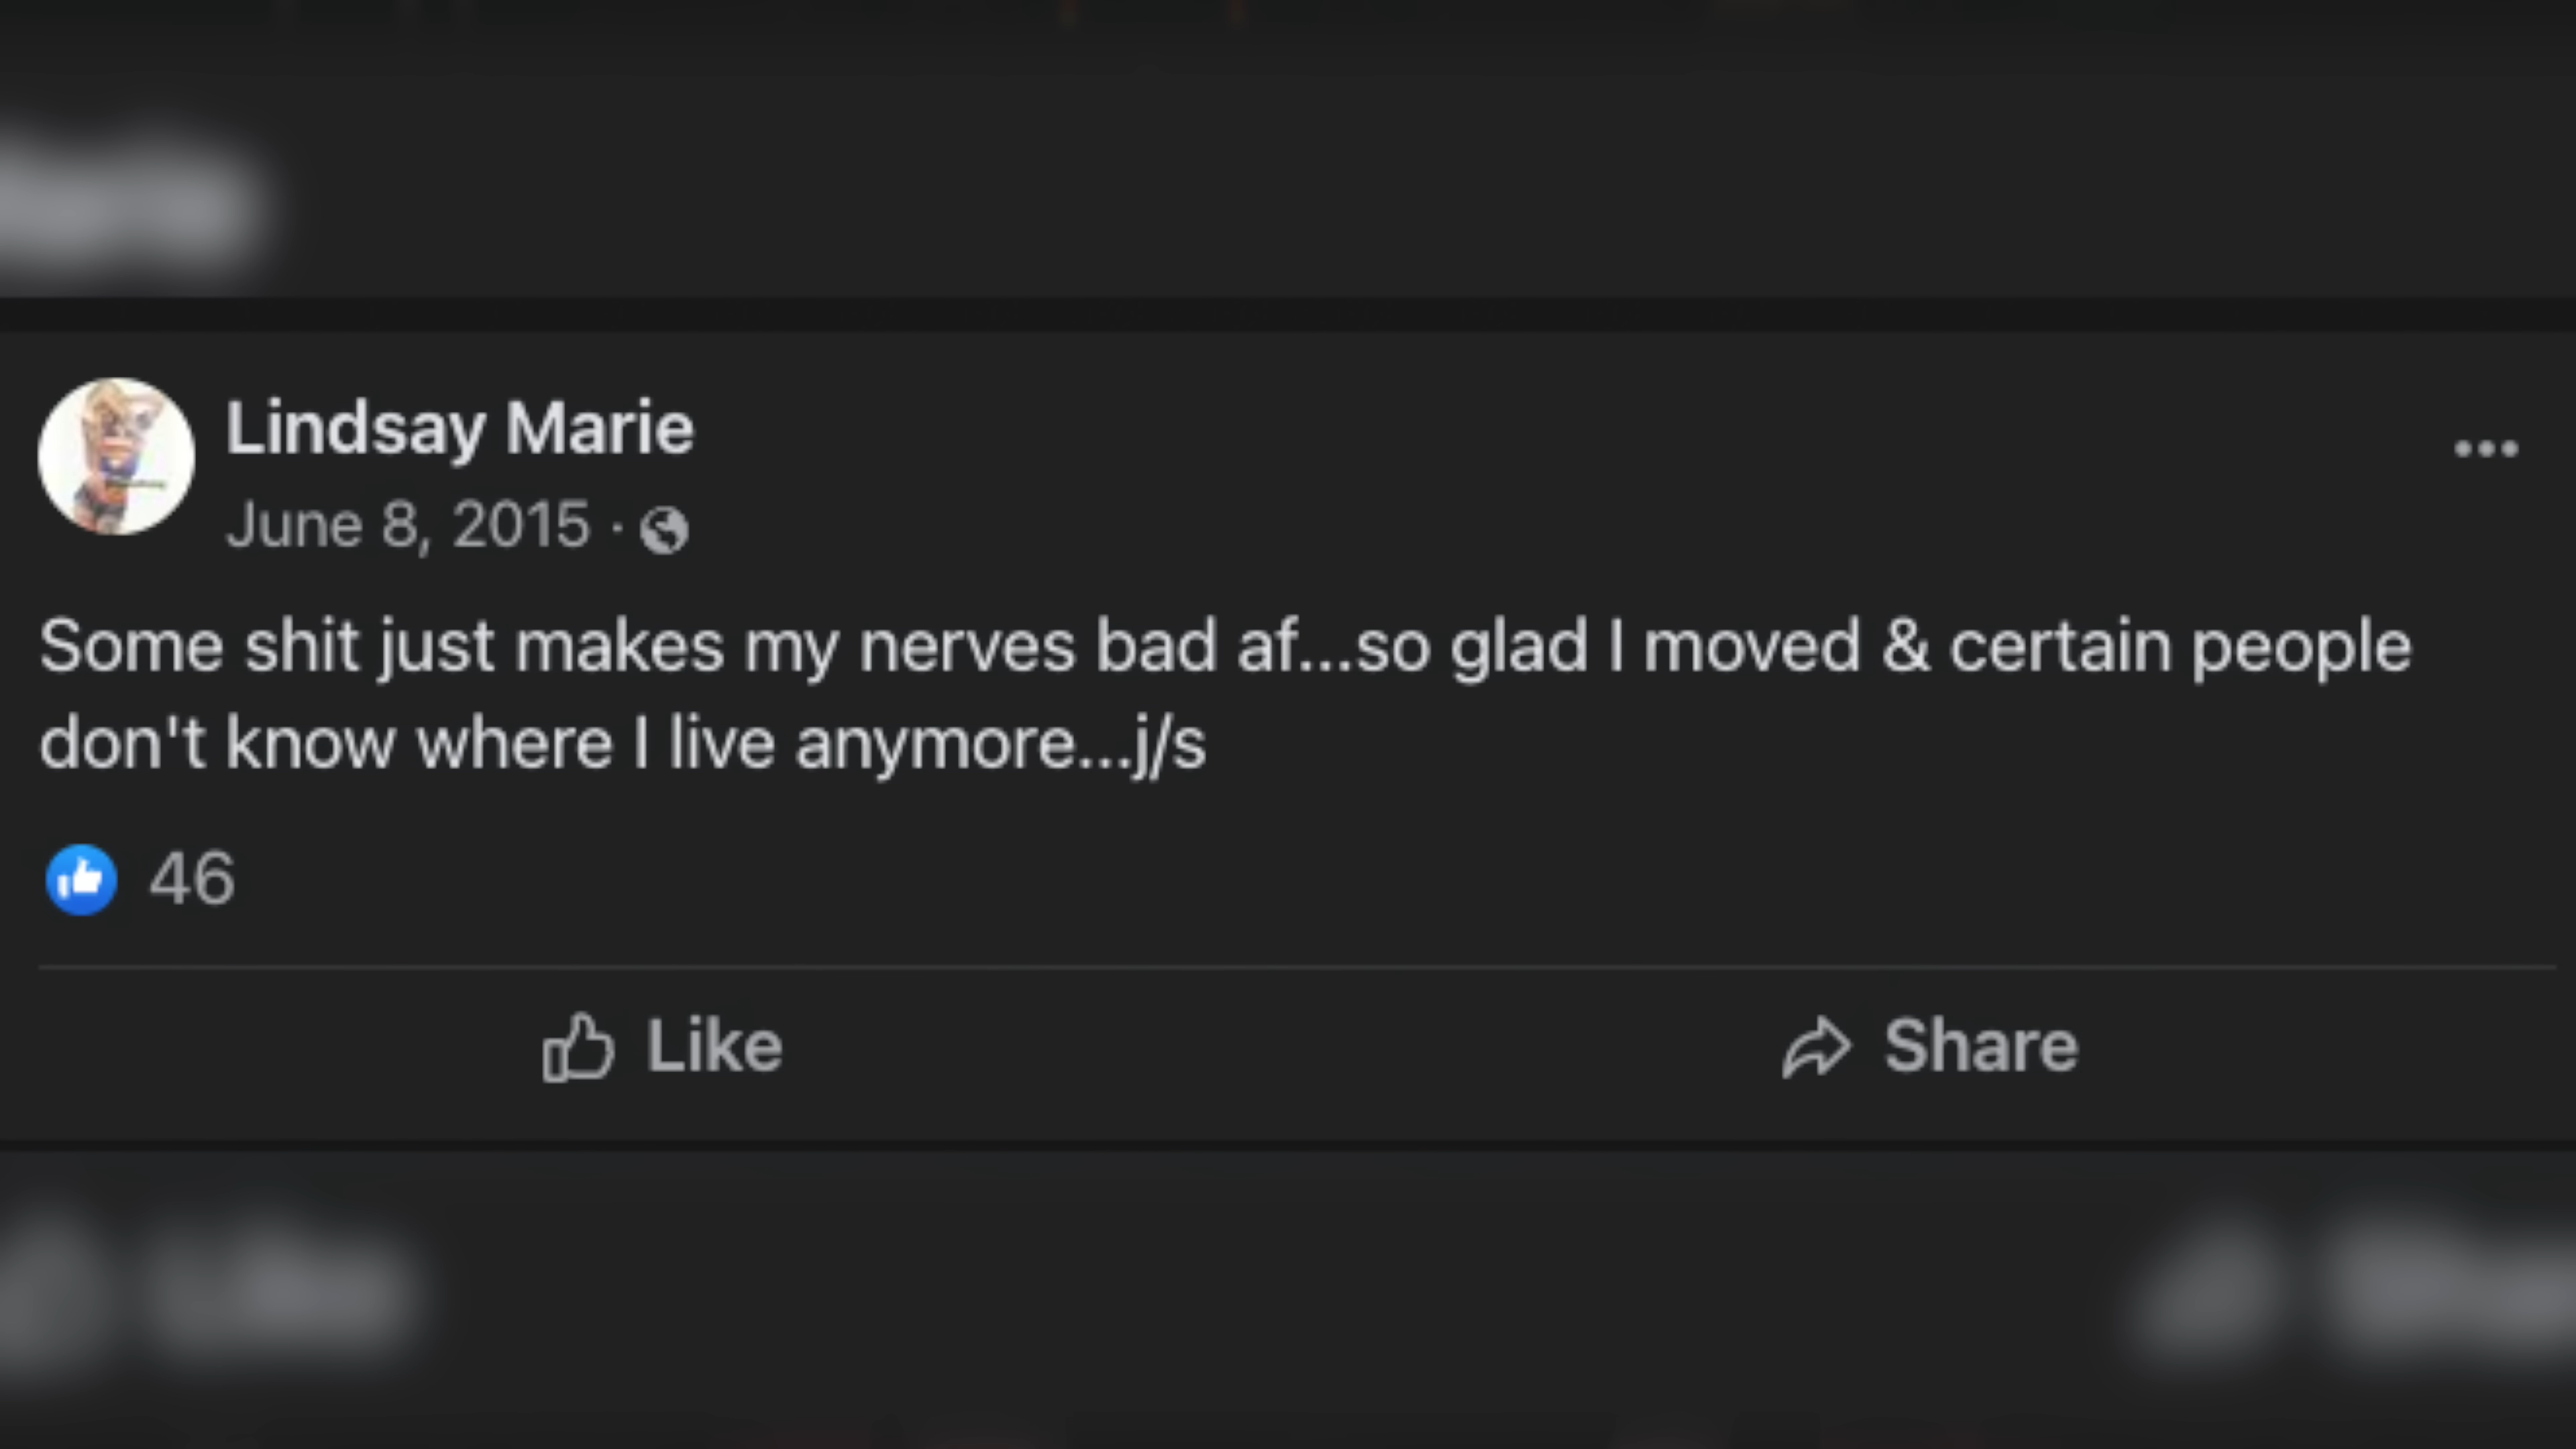 Lindsay Marie
June 8, 2015 ·
Some shit just makes my nerves bad af...so glad I moved & certain people
don't know where I live anymore...j/s
46
Like
Share